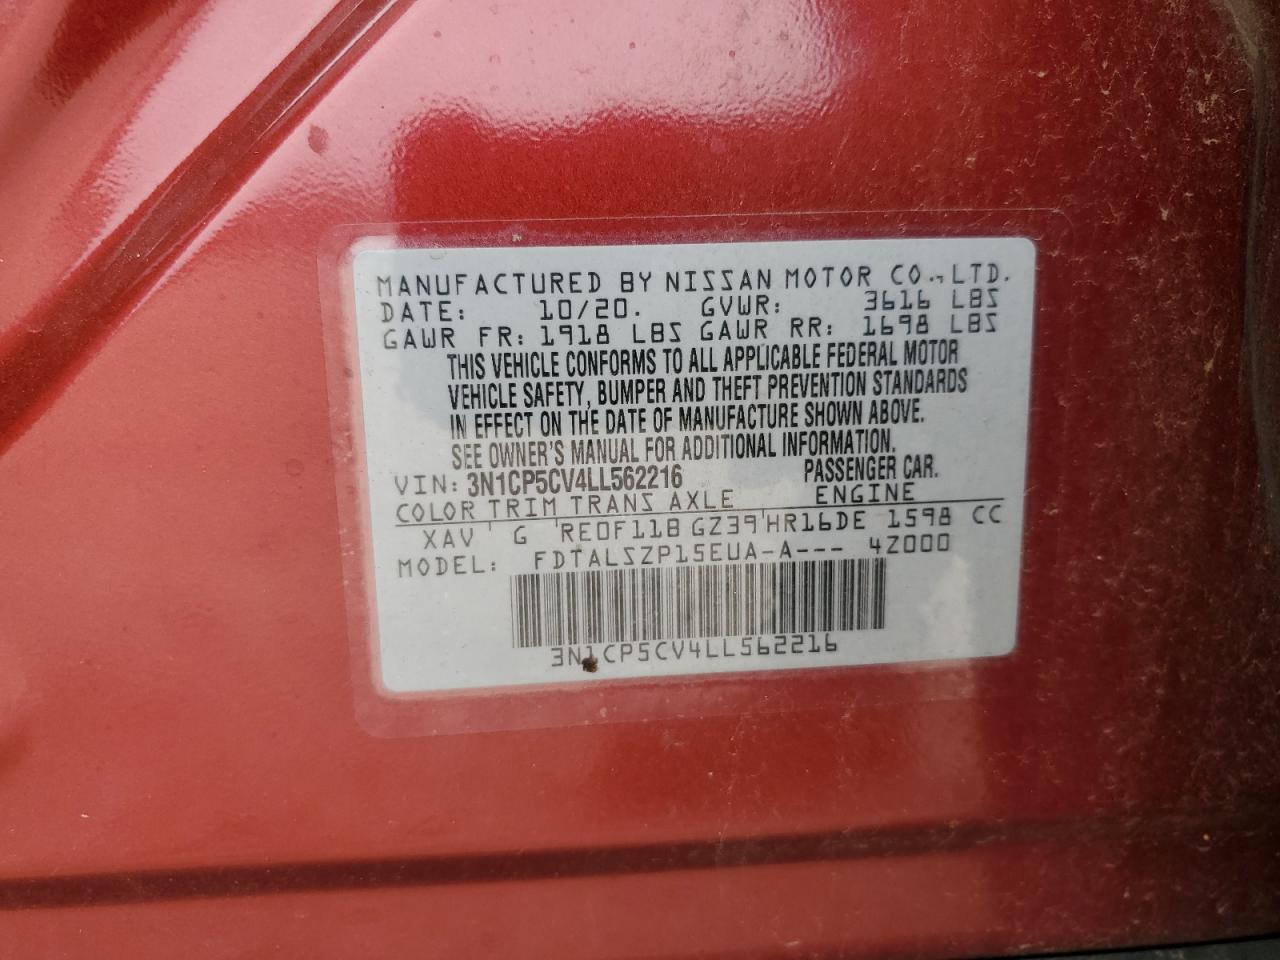 MANUFACTURED BY NISSAN MOTOR CO., LTD.
DATE: 10/20. GVWR: 3616 LBS
GAWR FR: 1918 LBS GAWR RR: 1698 LBS
THIS VEHICLE CONFORMS TO ALL APPLICABLE FEDERAL MOTOR
VEHICLE SAFETY, BUMPER AND THEFT PREVENTION STANDARDS
IN EFFECT ON THE DATE OF MANUFACTURE SHOWN ABOVE.
SEE OWNER'S MANUAL FOR ADDITIONAL INFORMATION.
VIN: 3N1CP5CV4LL562216 PASSENGER CAR.
COLOR TRIM TRANS AXLE ENGINE
XAV G RE0F11B GZ39 HR16DE 1598 CC
MODEL: FDTALSZP15EUA-A--- 4Z000
3N1CP5CV4LL562216